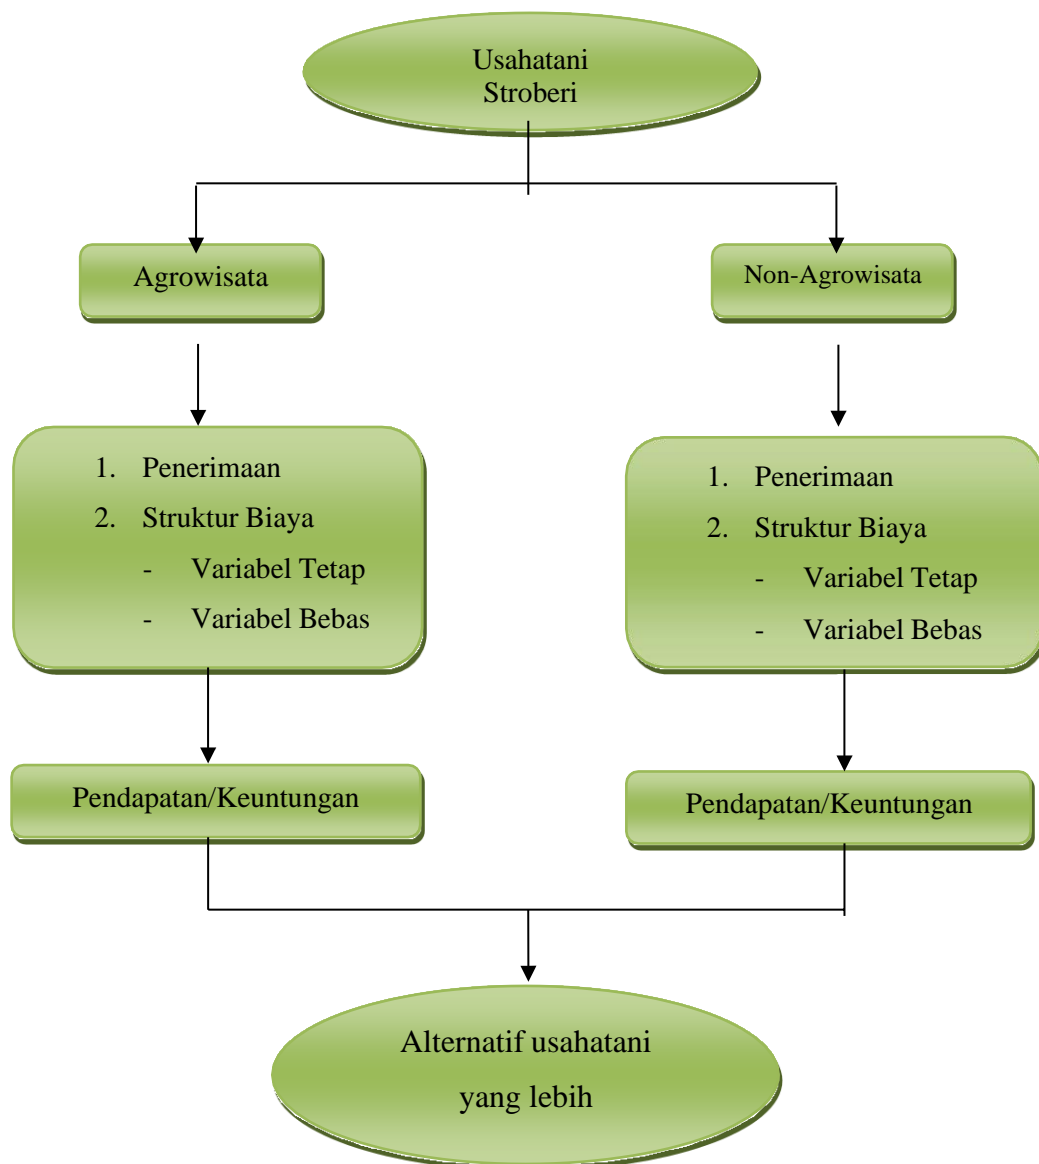 Usahatani
Stroberi
Agrowisata
Non-Agrowisata
1. Penerimaan
2. Struktur Biaya
- Variabel Tetap
- Variabel Bebas
1. Penerimaan
2. Struktur Biaya
- Variabel Tetap
- Variabel Bebas
Pendapatan/Keuntungan
Pendapatan/Keuntungan
Alternatif usahatani
yang lebih